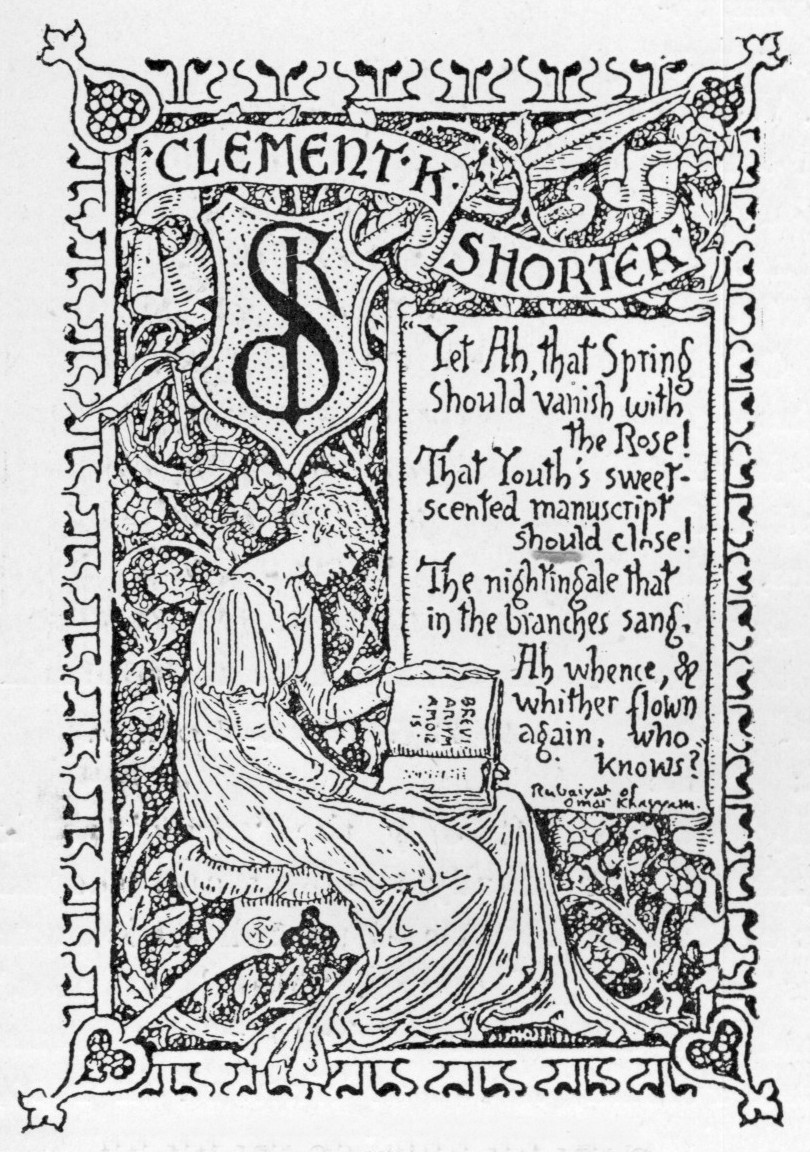 ·CLEMENT·K·
SHORTER·
"Yet Ah, that Spring
should vanish with
the Rose!
That Youth's sweet-
scented manuscript
should close!
The nightingale that
in the branches sang,
Ah whence, &
whither flown
again, who
knows?"
Rubaiyat of
Omar Khayyam.
BREVI
ARIVM
AMOR
IS.